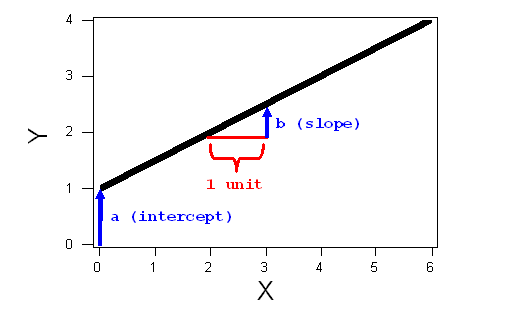 4
3
Y
2
b (slope)
1 unit
1
a (intercept)
0
0 1 2 3 4 5 6
X